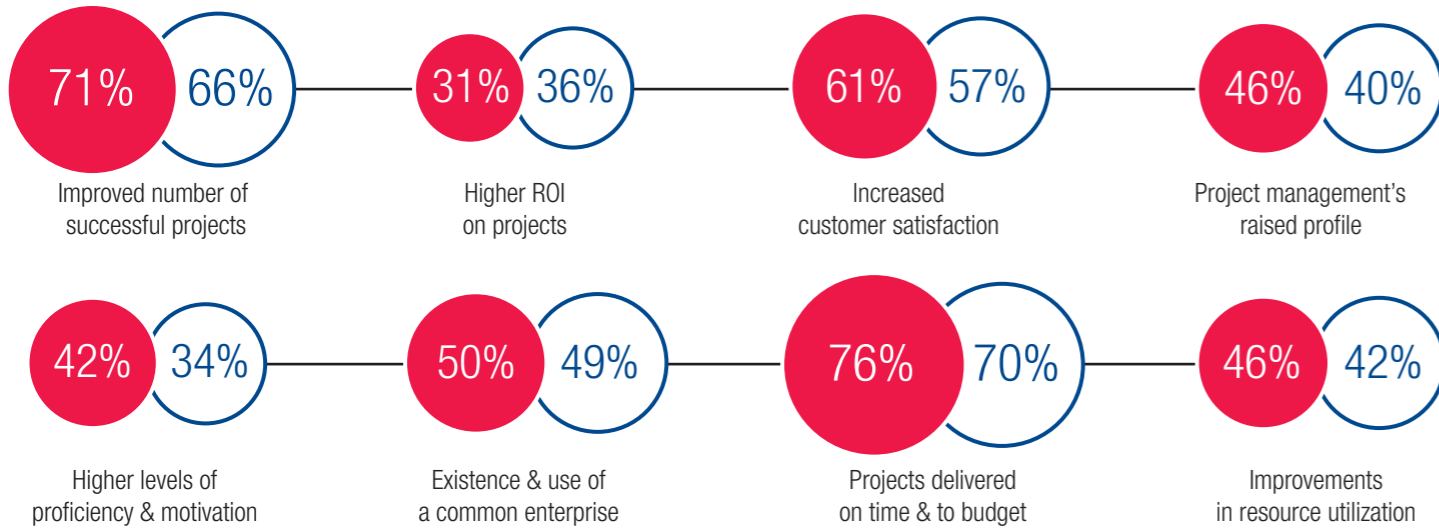 71% 66% 31% 36% 61% 57% 46% 40%
Improved number of
successful projects
Higher ROI
on projects
Increased
customer satisfaction
Project management’s
raised profile
42% 34% 50% 49% 76% 70% 46% 42%
Higher levels of
proficiency & motivation
Existence & use of
a common enterprise
Projects delivered
on time & to budget
Improvements
in resource utilization